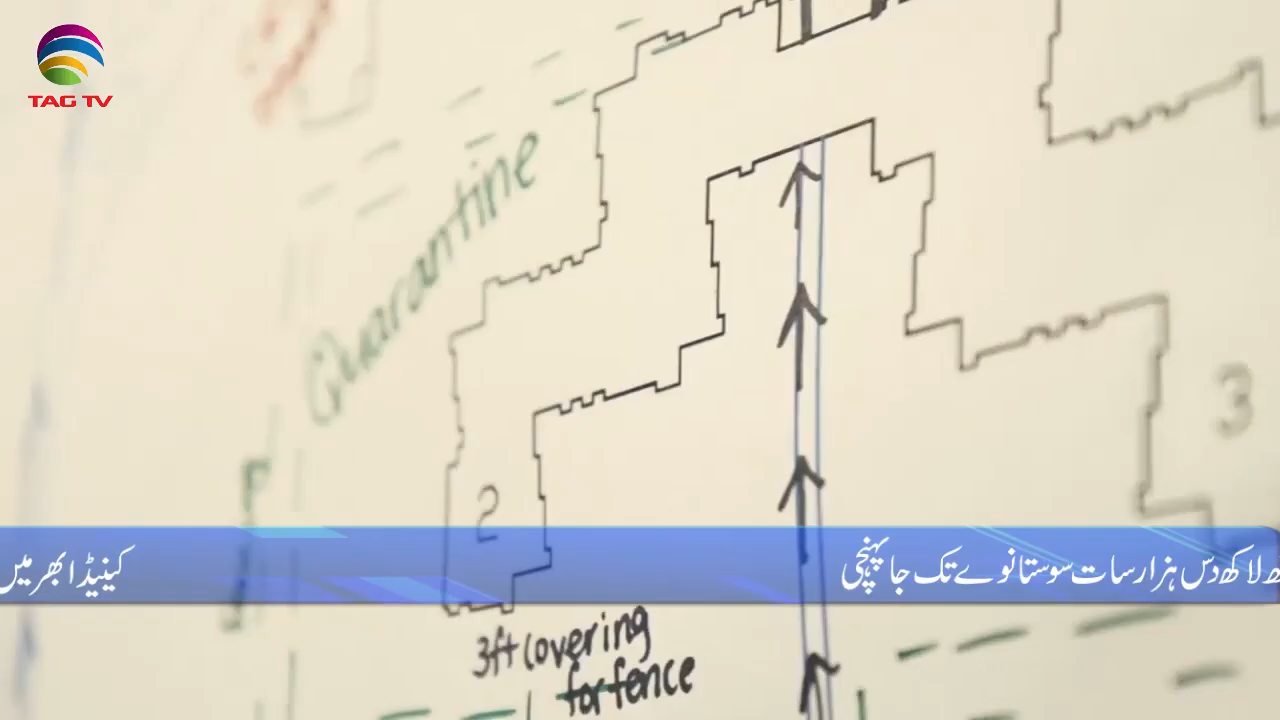 TAG TV
Quarantine
2
3
کینیڈا بھر میں
لاکھ دس ہزار سات سو ستانوے تک جا پہنچی
3ft covering
for fence